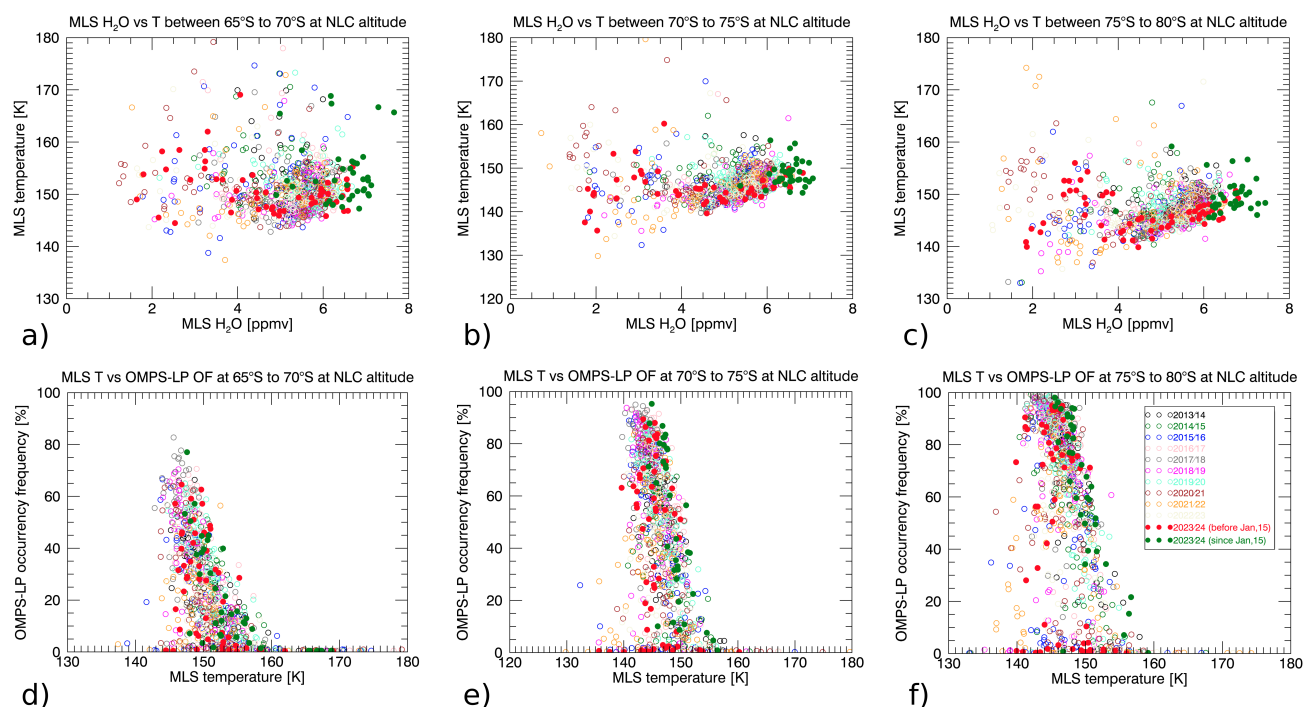 MLS H₂O vs T between 65°S to 70°S at NLC altitude
MLS temperature [K]
180
170
160
150
140
130
0 2 4 6 8
MLS H₂O [ppmv]
a)
MLS H₂O vs T between 70°S to 75°S at NLC altitude
MLS temperature [K]
180
170
160
150
140
130
120
0 2 4 6 8
MLS H₂O [ppmv]
b)
MLS H₂O vs T between 75°S to 80°S at NLC altitude
MLS temperature [K]
180
170
160
150
140
130
0 2 4 6 8
MLS H₂O [ppmv]
c)
MLS T vs OMPS-LP OF at 65°S to 70°S at NLC altitude
OMPS-LP occurrency frequency [%]
100
80
60
40
20
0
130 140 150 160 170 180
MLS temperature [K]
d)
MLS T vs OMPS-LP OF at 70°S to 75°S at NLC altitude
OMPS-LP occurrency frequency [%]
100
80
60
40
20
0
120 130 140 150 160 170 180
MLS temperature [K]
e)
MLS T vs OMPS-LP OF at 75°S to 80°S at NLC altitude
OMPS-LP occurrency frequency [%]
100
80
60
40
20
0
130 140 150 160 170 180
MLS temperature [K]
f)
2013/14
2014/15
2015/16
2016/17
2017/18
2018/19
2019/20
2020/21
2021/22
2023/24 (before Jan,15)
2023/24 (since Jan,15)